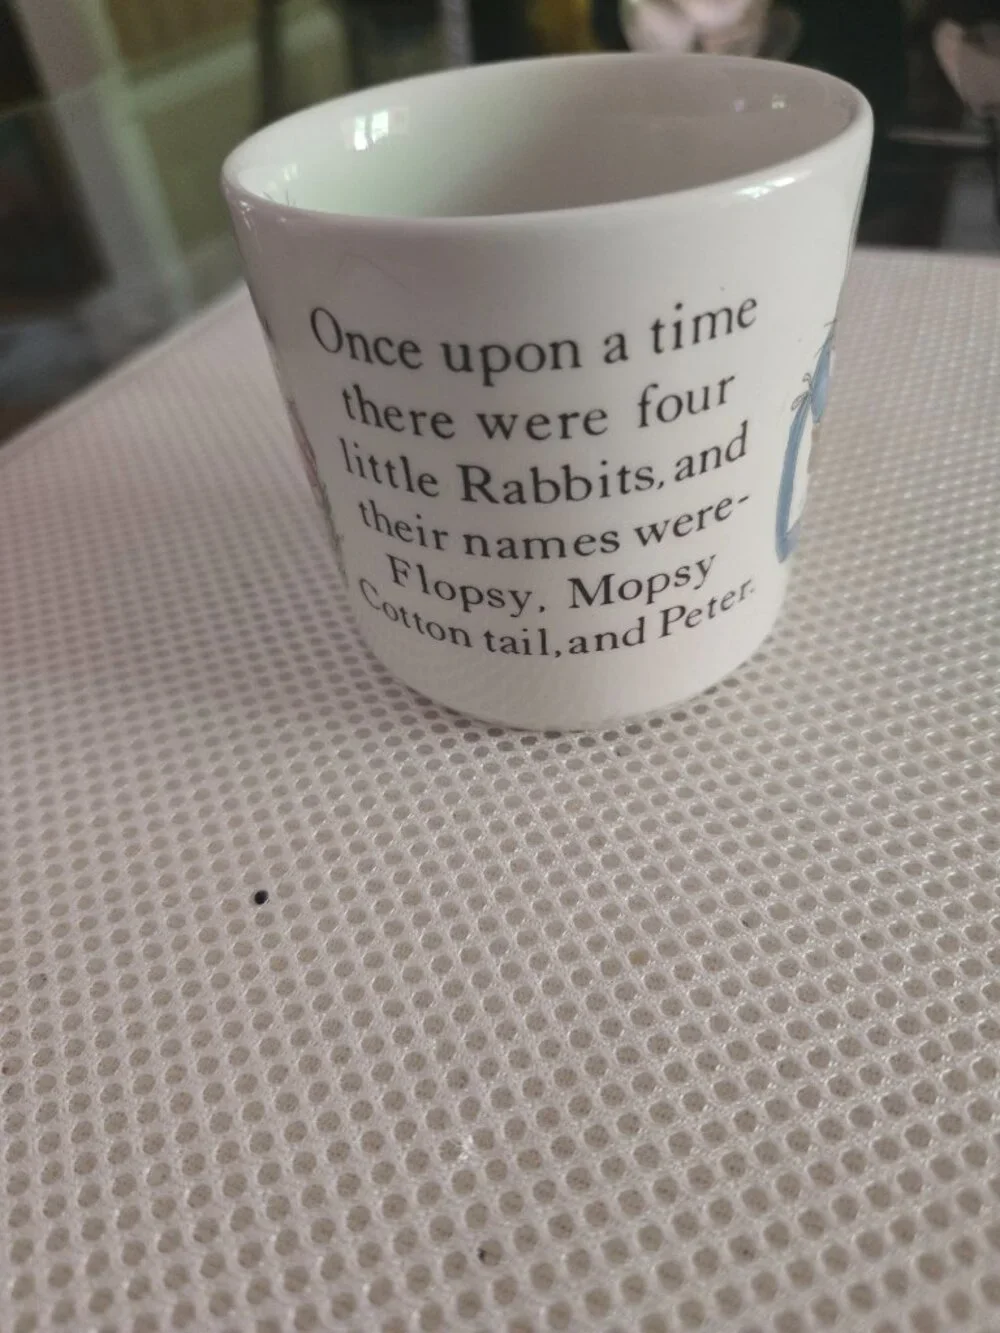 Once upon a time
there were four
little Rabbits, and
their names were-
Flopsy, Mopsy
Cotton tail, and Peter.